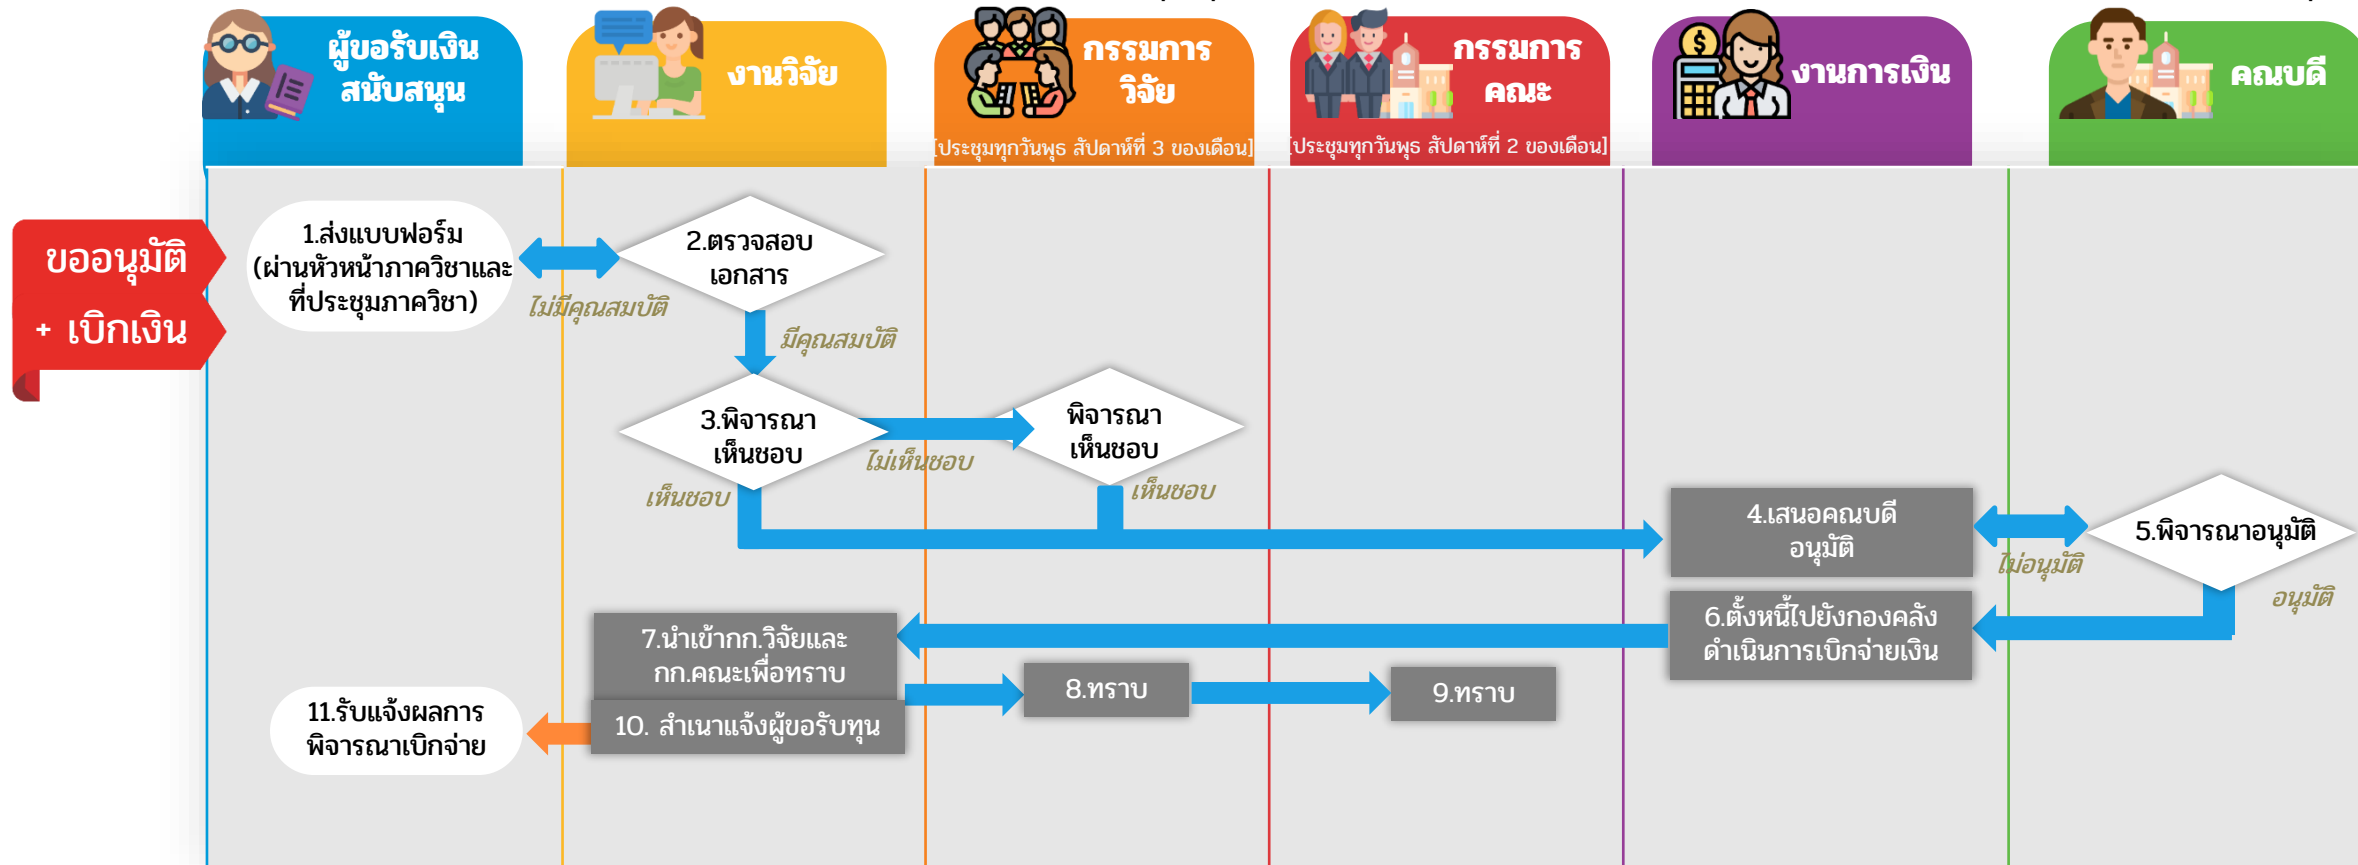 ผู้ขอรับเงิน
สนับสนุน
งานวิจัย
กรรมการ
วิจัย
[ประชุมทุกวันพุธ สัปดาห์ที่ 3 ของเดือน]
กรรมการ
คณะ
[ประชุมทุกวันพุธ สัปดาห์ที่ 2 ของเดือน]
งานการเงิน
คณบดี
ขออนุมัติ
+ เบิกเงิน
1.ส่งแบบฟอร์ม
(ผ่านหัวหน้าภาควิชาและ
ที่ประชุมภาควิชา)
2.ตรวจสอบ
เอกสาร
ไม่มีคุณสมบัติ
มีคุณสมบัติ
3.พิจารณา
เห็นชอบ
ไม่เห็นชอบ
เห็นชอบ
พิจารณา
เห็นชอบ
เห็นชอบ
4.เสนอคณบดี
อนุมัติ
5.พิจารณาอนุมัติ
ไม่อนุมัติ
อนุมัติ
6.ตั้งหนี้ไปยังกองคลัง
ดำเนินการเบิกจ่ายเงิน
7.นำเข้ากก.วิจัยและ
กก.คณะเพื่อทราบ
8.ทราบ
9.ทราบ
10. สำเนาแจ้งผู้ขอรับทุน
11.รับแจ้งผลการ
พิจารณาเบิกจ่าย